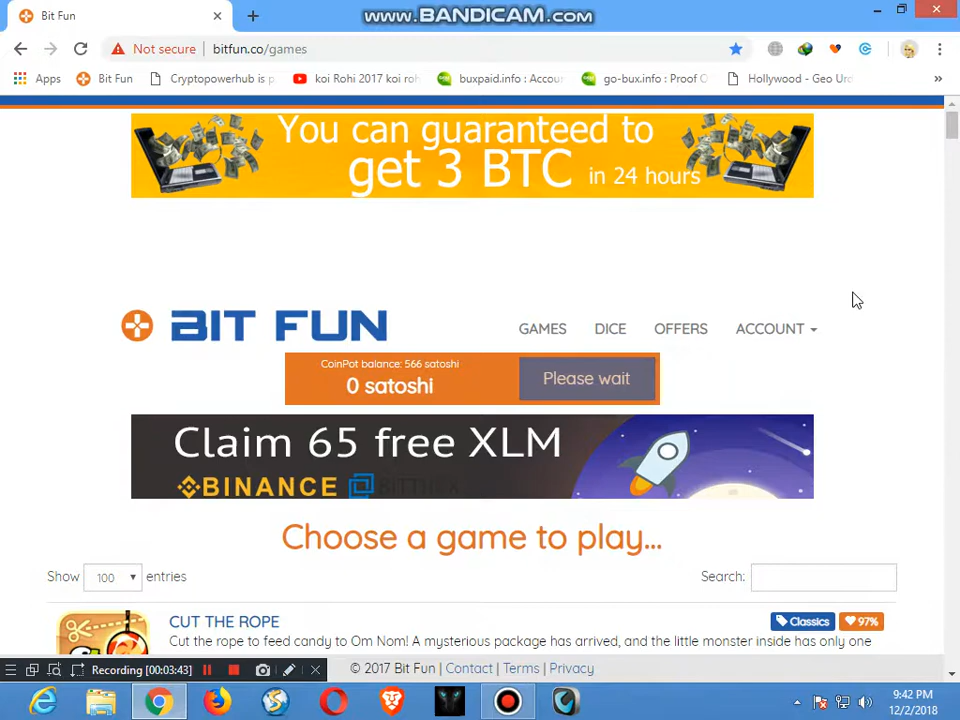 Bit Fun
www.BANDICAM.com
Not secure
bitfun.co/games
Apps
Bit Fun
Cryptopowerhub is p
koi Rohi 2017 koi roh
buxpaid.info : Accou
go-bux.info : Proof O
Hollywood - Geo Urd
»
You can guaranteed to
get 3 BTC in 24 hours
BIT FUN
GAMES
DICE
OFFERS
ACCOUNT
CoinPot balance: 566 satoshi
0 satoshi
Please wait
Claim 65 free XLM
BINANCE
Choose a game to play...
Show 100 entries
Search:
CUT THE ROPE
Classics
97%
Cut the rope to feed candy to Om Nom! A mysterious package has arrived, and the little monster inside has only one
Recording [00:03:43]
© 2017 Bit Fun | Contact | Terms | Privacy
9:42 PM
12/2/2018